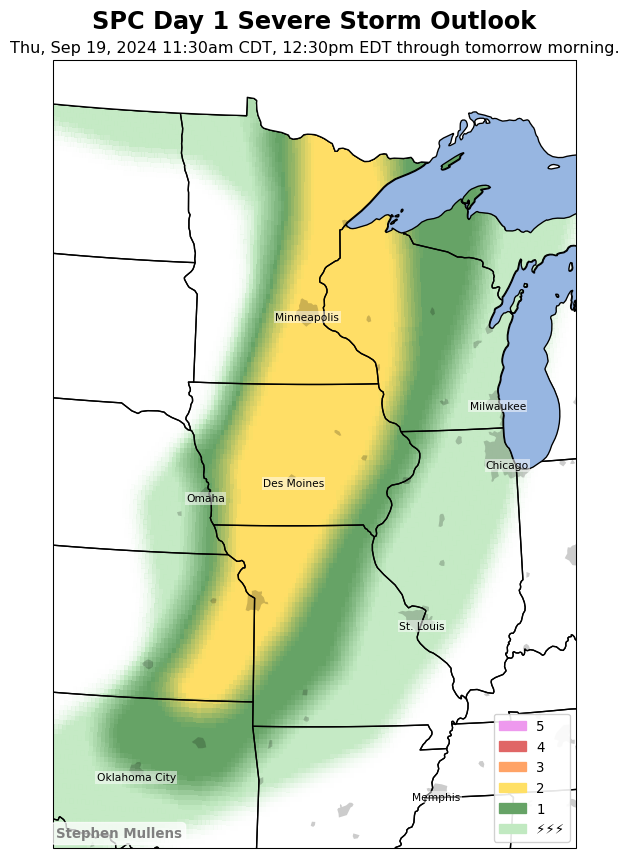 SPC Day 1 Severe Storm Outlook
Thu, Sep 19, 2024 11:30am CDT, 12:30pm EDT through tomorrow morning.
Minneapolis
Milwaukee
Chicago
Des Moines
Omaha
St. Louis
Oklahoma City
Memphis
5
4
3
2
1
⚡⚡⚡
Stephen Mullens